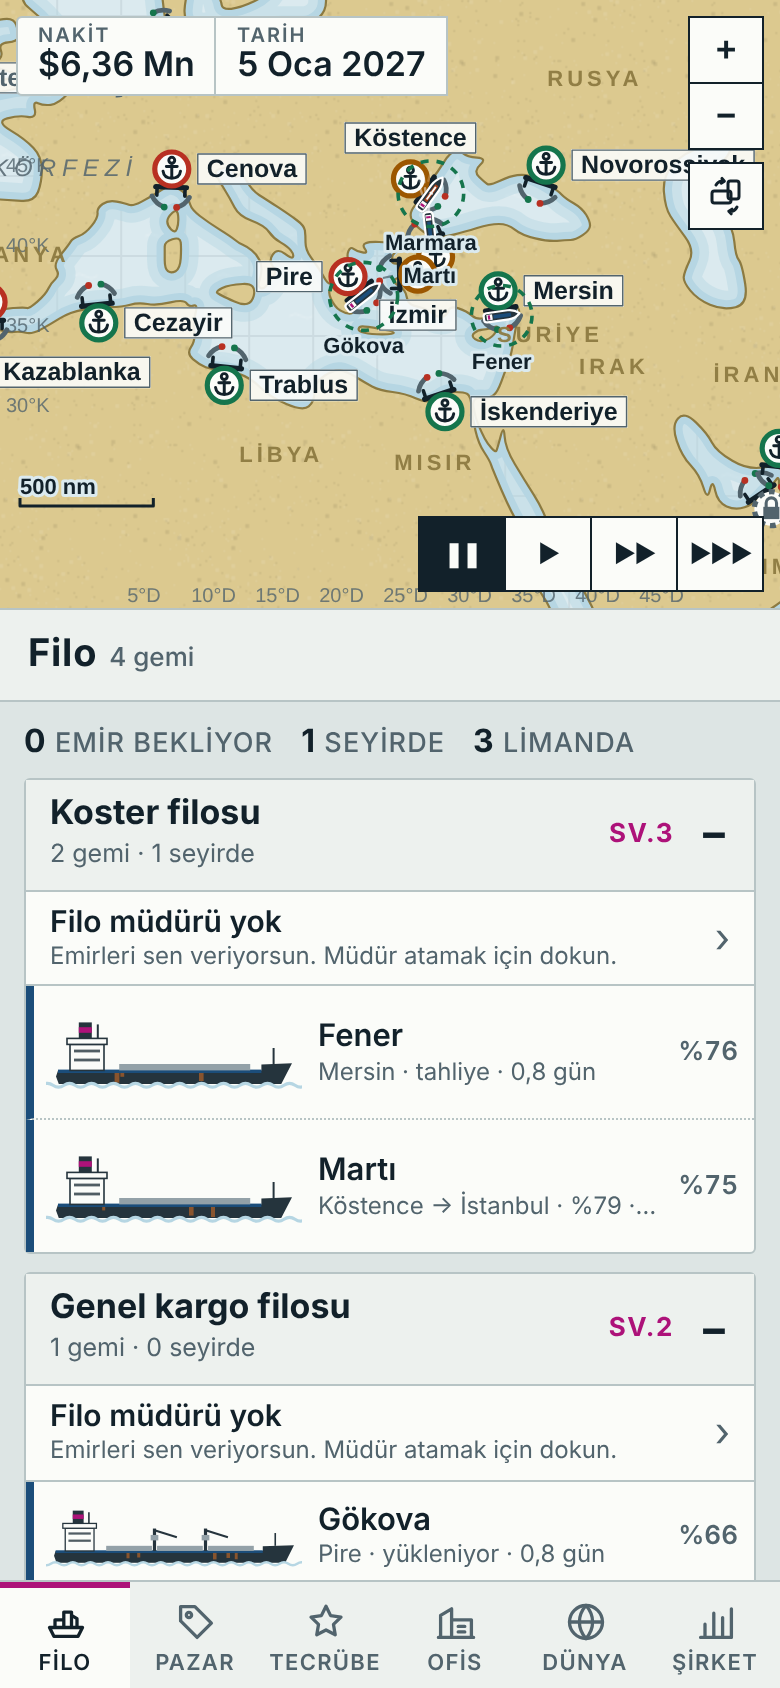 NAKİT
$6,36 Mn
TARİH
5 Oca 2027
+
−
RUSYA
Köstence
45°K
RFEZİ
Cenova
Novorossiysk
40°K
ANYA
Marmara
Pire
Martı
Mersin
İzmir
35°K
Cezayir
SURİYE
Gökova
Fener
IRAK
İRAN
Kazablanka
Trablus
30°K
İskenderiye
LİBYA
MISIR
500 nm
5°D 10°D 15°D 20°D 25°D 30°D 35°D 40°D 45°D
Filo 4 gemi
0 EMİR BEKLİYOR 1 SEYİRDE 3 LİMANDA
Koster filosu
2 gemi · 1 seyirde
SV.3 –
Filo müdürü yok
Emirleri sen veriyorsun. Müdür atamak için dokun. ›
Fener
Mersin · tahliye · 0,8 gün
%76
Martı
Köstence → İstanbul · %79 ·...
%75
Genel kargo filosu
1 gemi · 0 seyirde
SV.2 –
Filo müdürü yok
Emirleri sen veriyorsun. Müdür atamak için dokun. ›
Gökova
Pire · yükleniyor · 0,8 gün
%66
FİLO PAZAR TECRÜBE OFİS DÜNYA ŞİRKET